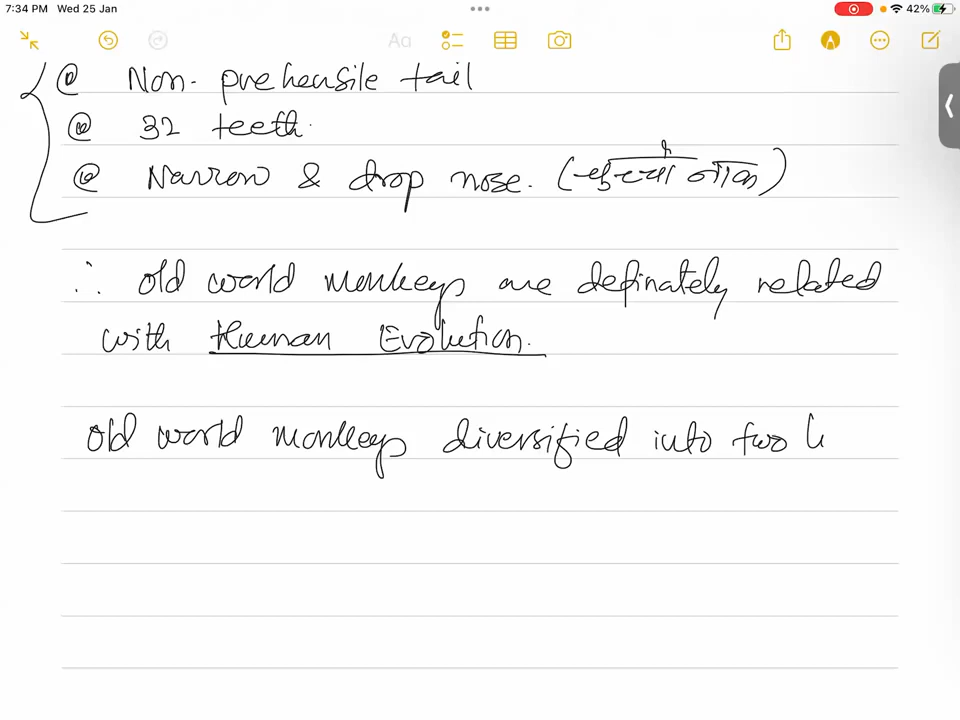 7:34 PM Wed 25 Jan
42%
Aa
@ Non-prehensile tail
@ 32 teeth.
@ Narrow & drop nose. ( नाक)
∴ old world monkeys are definately related
with Human Evolution.
old world monkeys diversified into two